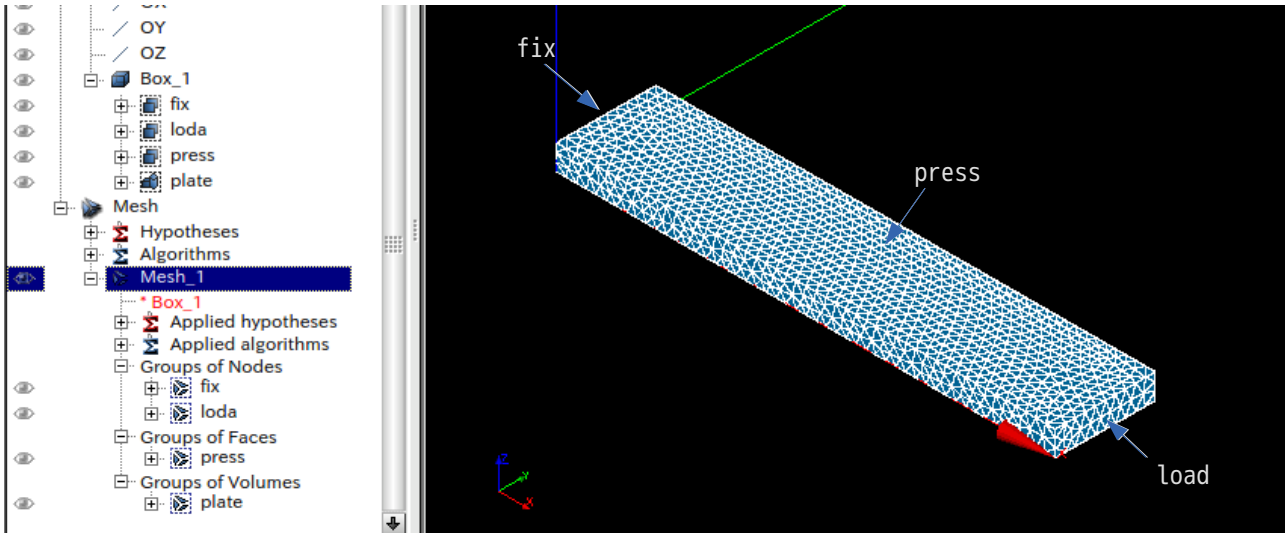 OX
OY
OZ
Box_1
fix
loda
press
plate
Mesh
Hypotheses
Algorithms
Mesh_1
* Box_1
Applied hypotheses
Applied algorithms
Groups of Nodes
fix
loda
Groups of Faces
press
Groups of Volumes
plate
fix
press
load
Z
Y
X